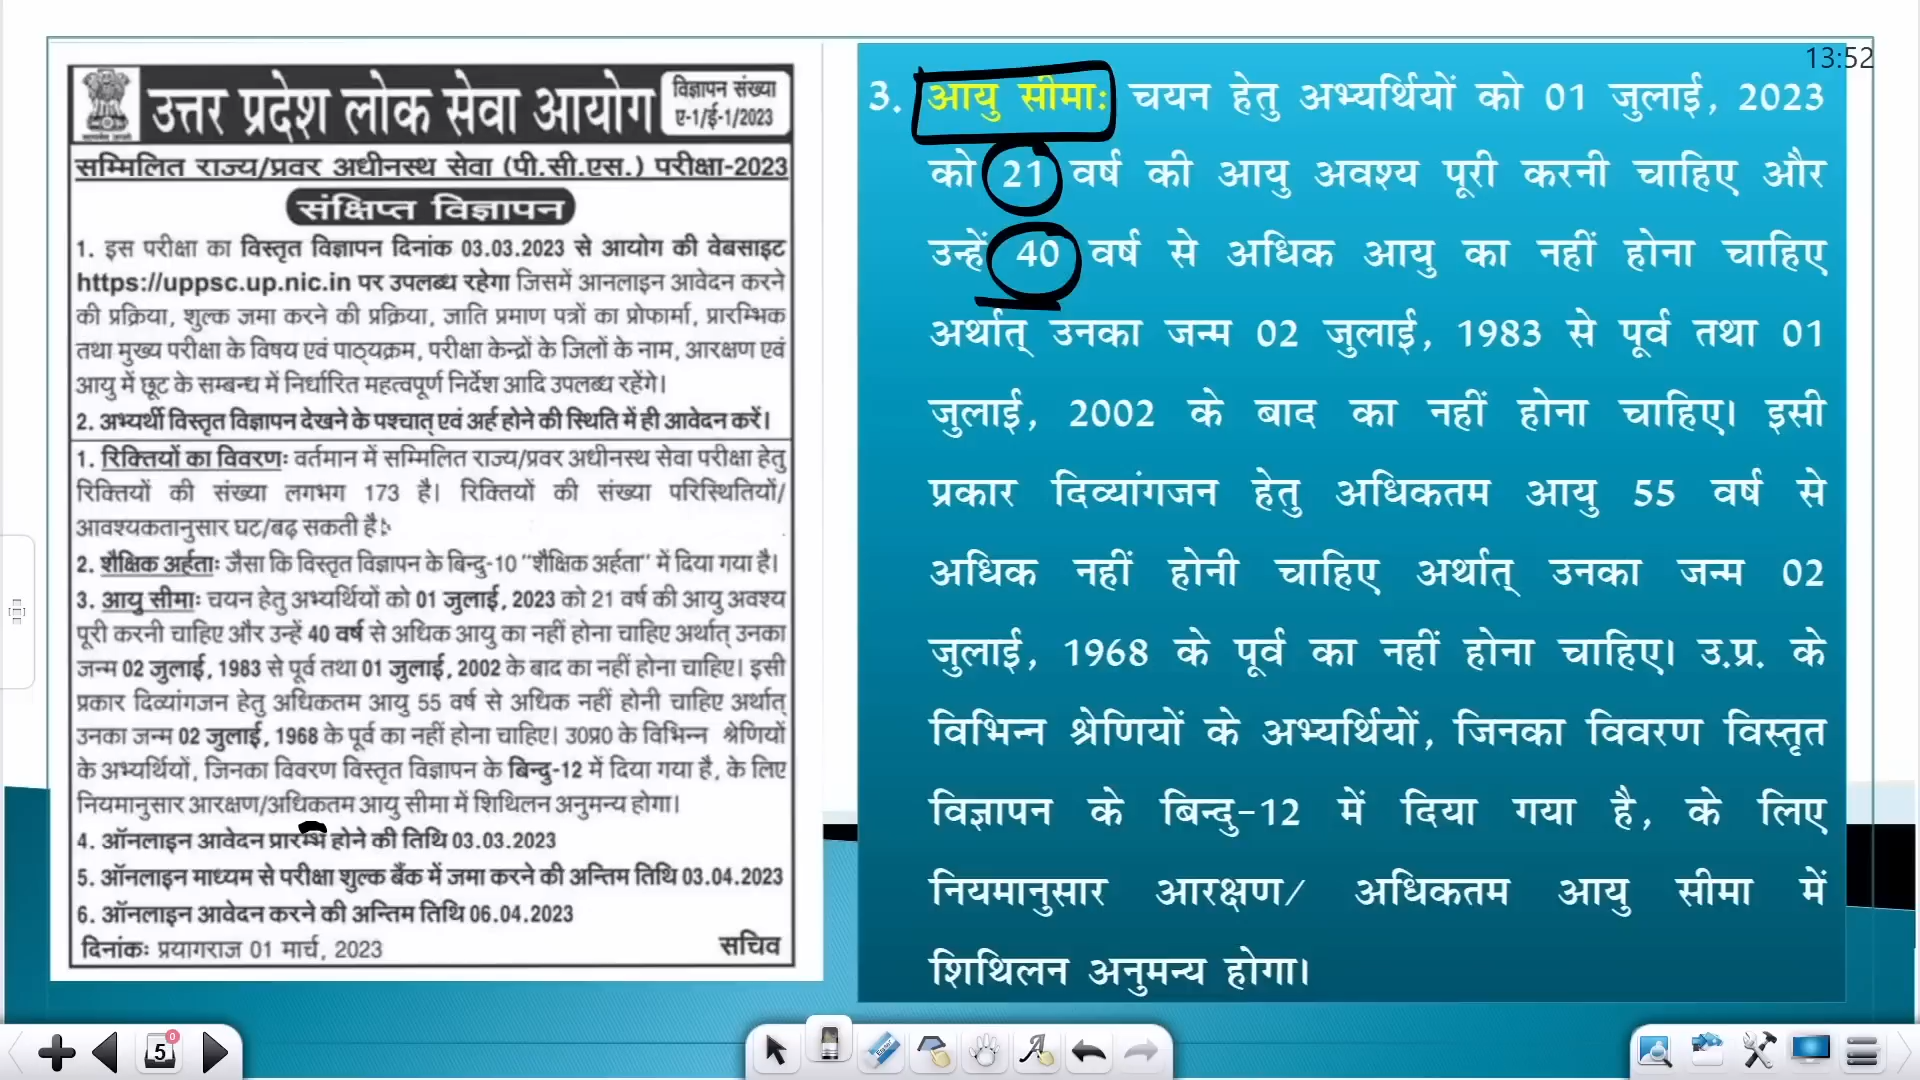 उत्तर प्रदेश लोक सेवा आयोग
विज्ञापन संख्या
ए-1/ई-1/2023
सम्मिलित राज्य/प्रवर अधीनस्थ सेवा (पी.सी.एस.) परीक्षा-2023
संक्षिप्त विज्ञापन
1. इस परीक्षा का विस्तृत विज्ञापन दिनांक 03.03.2023 से आयोग की वेबसाइट
https://uppsc.up.nic.in पर उपलब्ध रहेगा जिसमें आनलाइन आवेदन करने
की प्रक्रिया, शुल्क जमा करने की प्रक्रिया, जाति प्रमाण पत्रों का प्रोफार्मा, प्रारम्भिक
तथा मुख्य परीक्षा के विषय एवं पाठ्यक्रम, परीक्षा केन्द्रों के जिलों के नाम, आरक्षण एवं
आयु में छूट के सम्बन्ध में निर्धारित महत्वपूर्ण निर्देश आदि उपलब्ध रहेंगे।
2. अभ्यर्थी विस्तृत विज्ञापन देखने के पश्चात् एवं अर्ह होने की स्थिति में ही आवेदन करें।
1. रिक्तियों का विवरणः वर्तमान में सम्मिलित राज्य/प्रवर अधीनस्थ सेवा परीक्षा हेतु
रिक्तियों की संख्या लगभग 173 है। रिक्तियों की संख्या परिस्थितियों/
आवश्यकतानुसार घट/बढ़ सकती है।
2. शैक्षिक अर्हताः जैसा कि विस्तृत विज्ञापन के बिन्दु-10 "शैक्षिक अर्हता" में दिया गया है।
3. आयु सीमाः चयन हेतु अभ्यर्थियों को 01 जुलाई, 2023 को 21 वर्ष की आयु अवश्य
पूरी करनी चाहिए और उन्हें 40 वर्ष से अधिक आयु का नहीं होना चाहिए अर्थात् उनका
जन्म 02 जुलाई, 1983 से पूर्व तथा 01 जुलाई, 2002 के बाद का नहीं होना चाहिए। इसी
प्रकार दिव्यांगजन हेतु अधिकतम आयु 55 वर्ष से अधिक नहीं होनी चाहिए अर्थात्
उनका जन्म 02 जुलाई, 1968 के पूर्व का नहीं होना चाहिए। उ0प्र0 के विभिन्न श्रेणियों
के अभ्यर्थियों, जिनका विवरण विस्तृत विज्ञापन के बिन्दु-12 में दिया गया है, के लिए
नियमानुसार आरक्षण/अधिकतम आयु सीमा में शिथिलन अनुमन्य होगा।
4. ऑनलाइन आवेदन प्रारम्भ होने की तिथि 03.03.2023
5. ऑनलाइन माध्यम से परीक्षा शुल्क बैंक में जमा करने की अन्तिम तिथि 03.04.2023
6. ऑनलाइन आवेदन करने की अन्तिम तिथि 06.04.2023
दिनांकः प्रयागराज 01 मार्च, 2023 सचिव
13:52
3. आयु सीमाः चयन हेतु अभ्यर्थियों को 01 जुलाई, 2023
को 21 वर्ष की आयु अवश्य पूरी करनी चाहिए और
उन्हें 40 वर्ष से अधिक आयु का नहीं होना चाहिए
अर्थात् उनका जन्म 02 जुलाई, 1983 से पूर्व तथा 01
जुलाई, 2002 के बाद का नहीं होना चाहिए। इसी
प्रकार दिव्यांगजन हेतु अधिकतम आयु 55 वर्ष से
अधिक नहीं होनी चाहिए अर्थात् उनका जन्म 02
जुलाई, 1968 के पूर्व का नहीं होना चाहिए। उ.प्र. के
विभिन्न श्रेणियों के अभ्यर्थियों, जिनका विवरण विस्तृत
विज्ञापन के बिन्दु-12 में दिया गया है, के लिए
नियमानुसार आरक्षण/ अधिकतम आयु सीमा में
शिथिलन अनुमन्य होगा।
5
0